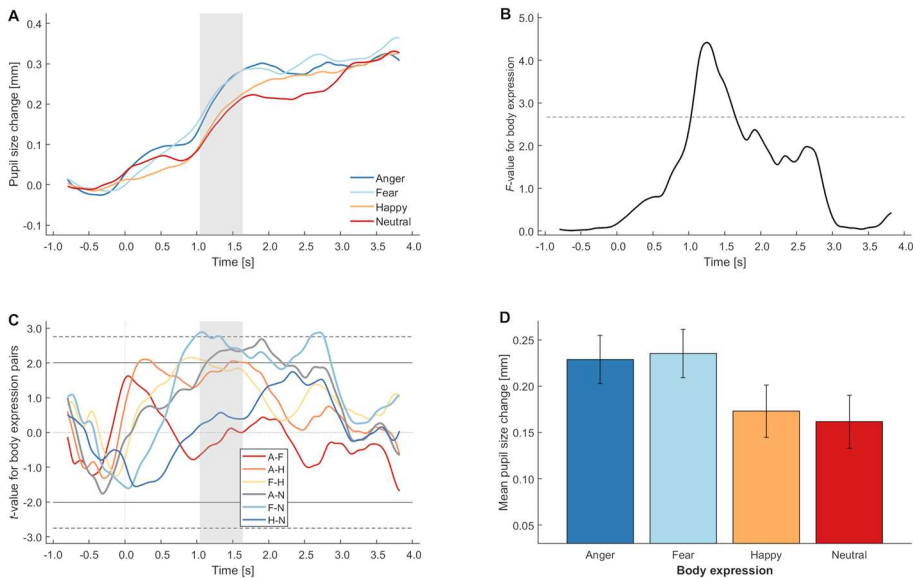 A
Pupil size change [mm]
0.4
0.3
0.2
0.1
0.0
-0.1
Anger
Fear
Happy
Neutral
-1.0 -0.5 0.0 0.5 1.0 1.5 2.0 2.5 3.0 3.5 4.0
Time [s]
B
F-value for body expression
5.0
4.0
3.0
2.0
1.0
0.0
-1.0 -0.5 0.0 0.5 1.0 1.5 2.0 2.5 3.0 3.5 4.0
Time [s]
C
t-value for body expression pairs
3.0
2.0
1.0
0.0
-1.0
-2.0
-3.0
A-F
A-H
F-H
A-N
F-N
H-N
-1.0 -0.5 0.0 0.5 1.0 1.5 2.0 2.5 3.0 3.5 4.0
Time [s]
D
Mean pupil size change [mm]
0.25
0.20
0.15
0.10
0.05
Anger Fear Happy Neutral
Body expression